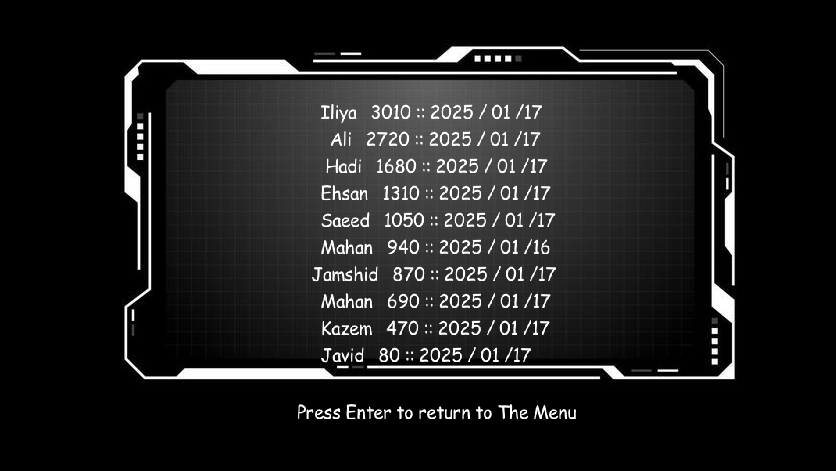 Iliya 3010 :: 2025 / 01 /17
Ali 2720 :: 2025 / 01 /17
Hadi 1680 :: 2025 / 01 /17
Ehsan 1310 :: 2025 / 01 /17
Saeed 1050 :: 2025 / 01 /17
Mahan 940 :: 2025 / 01 /16
Jamshid 870 :: 2025 / 01 /17
Mahan 690 :: 2025 / 01 /17
Kazem 470 :: 2025 / 01 /17
Javid 80 :: 2025 / 01 /17
Press Enter to return to The Menu